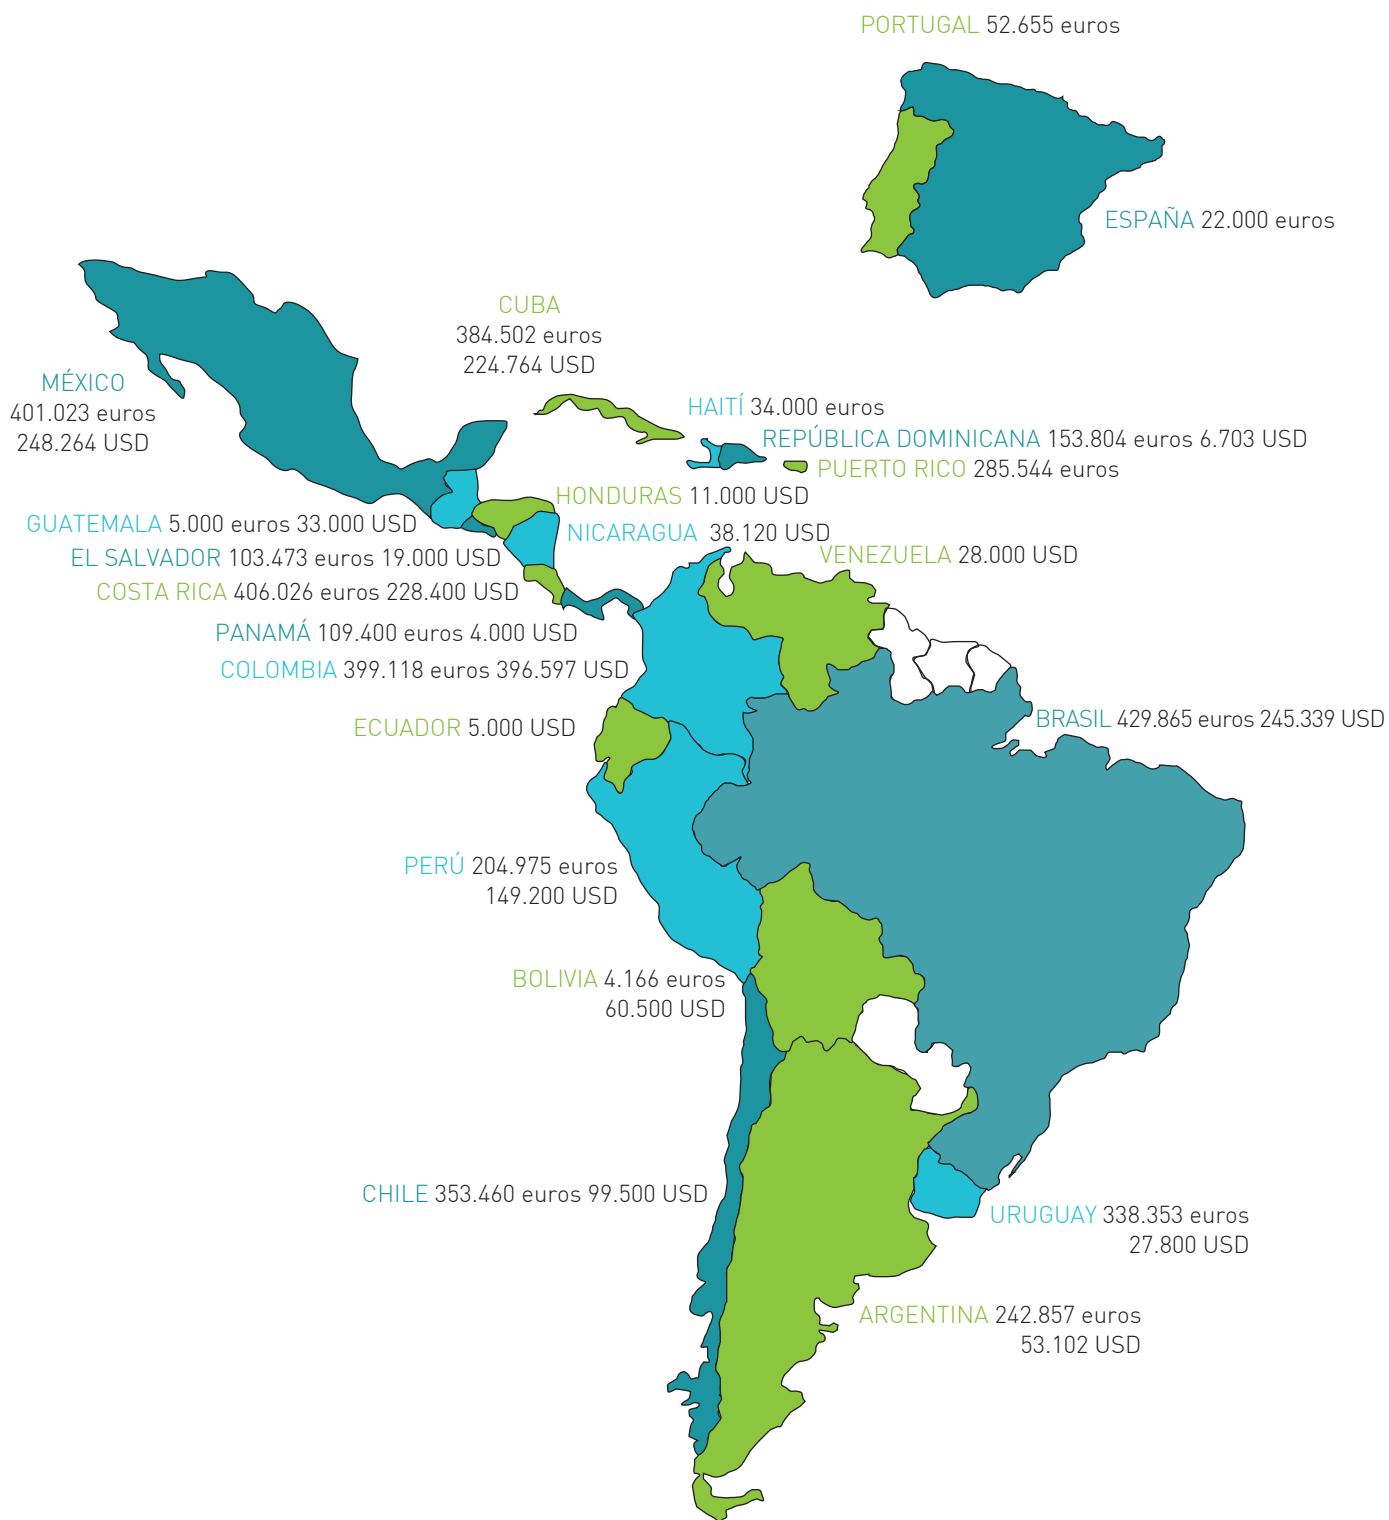 PORTUGAL 52.655 euros
ESPAÑA 22.000 euros
CUBA
384.502 euros
224.764 USD
MÉXICO
401.023 euros
248.264 USD
HAITÍ 34.000 euros
REPÚBLICA DOMINICANA 153.804 euros 6.703 USD
PUERTO RICO 285.544 euros
HONDURAS 11.000 USD
GUATEMALA 5.000 euros 33.000 USD
NICARAGUA 38.120 USD
EL SALVADOR 103.473 euros 19.000 USD
VENEZUELA 28.000 USD
COSTA RICA 406.026 euros 228.400 USD
PANAMÁ 109.400 euros 4.000 USD
COLOMBIA 399.118 euros 396.597 USD
BRASIL 429.865 euros 245.339 USD
ECUADOR 5.000 USD
PERÚ 204.975 euros
149.200 USD
BOLIVIA 4.166 euros
60.500 USD
CHILE 353.460 euros 99.500 USD
URUGUAY 338.353 euros
27.800 USD
ARGENTINA 242.857 euros
53.102 USD